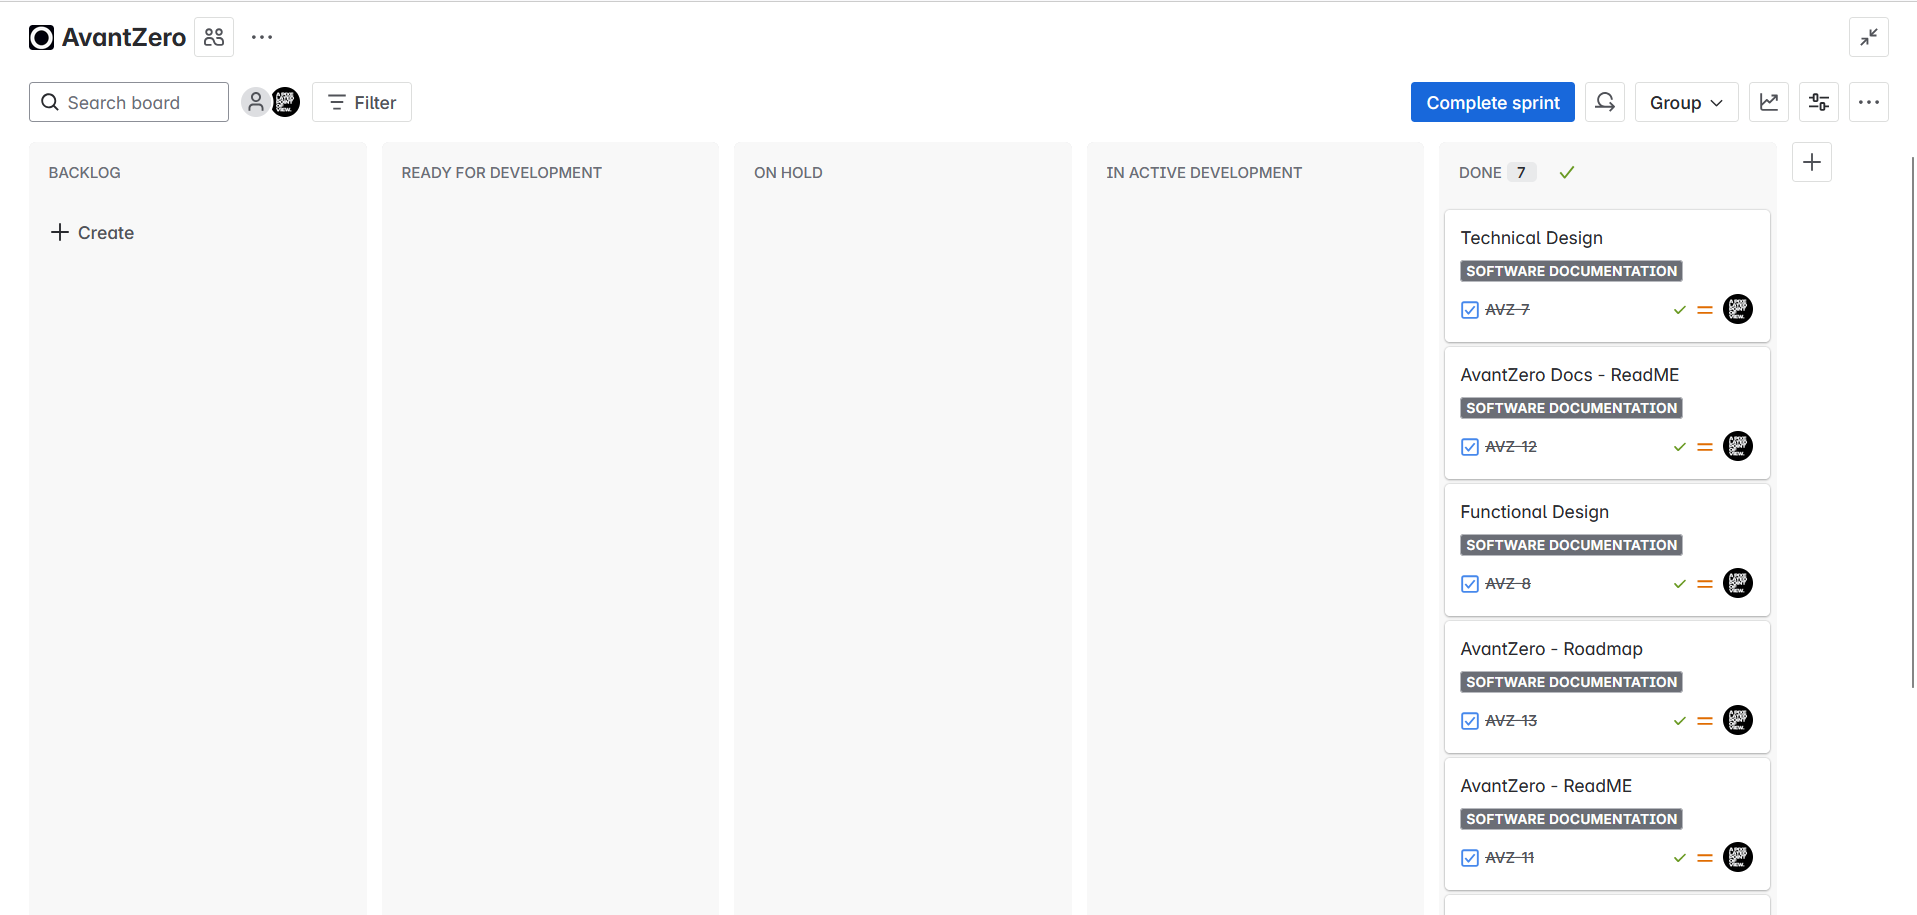 AvantZero
Search board
Filter
Complete sprint
Group
BACKLOG
READY FOR DEVELOPMENT
ON HOLD
IN ACTIVE DEVELOPMENT
DONE 7
Create
Technical Design
SOFTWARE DOCUMENTATION
AVZ-7
AvantZero Docs - ReadME
SOFTWARE DOCUMENTATION
AVZ-12
Functional Design
SOFTWARE DOCUMENTATION
AVZ-8
AvantZero - Roadmap
SOFTWARE DOCUMENTATION
AVZ-13
AvantZero - ReadME
SOFTWARE DOCUMENTATION
AVZ-11